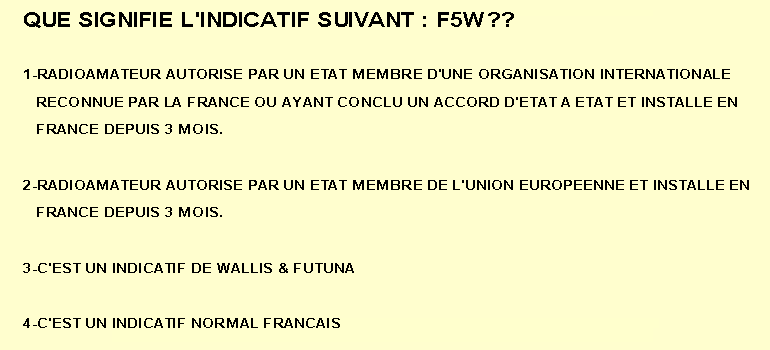 QUE SIGNIFIE L'INDICATIF SUIVANT : F5W??
1-RADIOAMATEUR AUTORISE PAR UN ETAT MEMBRE D'UNE ORGANISATION INTERNATIONALE
RECONNUE PAR LA FRANCE OU AYANT CONCLU UN ACCORD D'ETAT A ETAT ET INSTALLE EN
FRANCE DEPUIS 3 MOIS.
2-RADIOAMATEUR AUTORISE PAR UN ETAT MEMBRE DE L'UNION EUROPEENNE ET INSTALLE EN
FRANCE DEPUIS 3 MOIS.
3-C'EST UN INDICATIF DE WALLIS & FUTUNA
4-C'EST UN INDICATIF NORMAL FRANCAIS